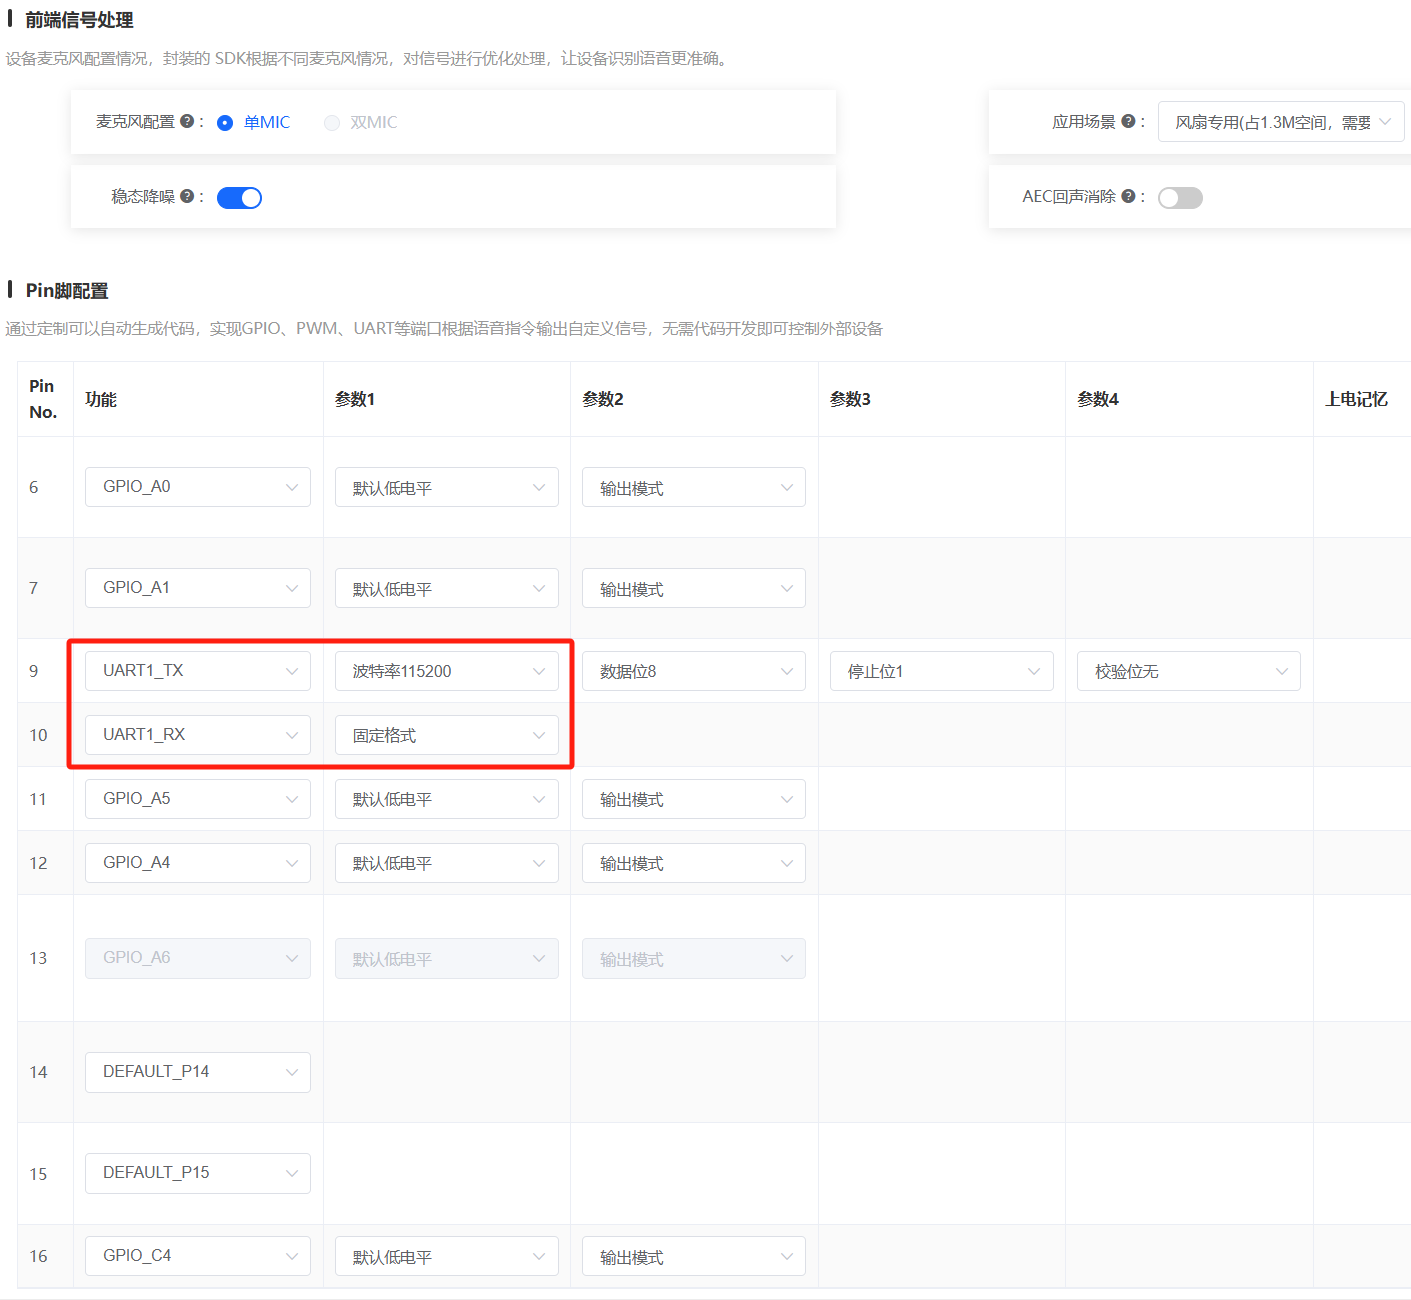 前端信号处理
设备麦克风配置情况，封装的 SDK根据不同麦克风情况，对信号进行优化处理，让设备识别语音更准确。
麦克风配置 ? : 单MIC 双MIC 应用场景 ? : 风扇专用(占1.3M空间，需要
稳态降噪 ? : AEC回声消除 ? :
Pin脚配置
通过定制可以自动生成代码，实现GPIO、PWM、UART等端口根据语音指令输出自定义信号，无需代码开发即可控制外部设备
Pin No. 功能 参数1 参数2 参数3 参数4 上电记忆
6 GPIO_A0 默认低电平 输出模式
7 GPIO_A1 默认低电平 输出模式
9 UART1_TX 波特率115200 数据位8 停止位1 校验位无
10 UART1_RX 固定格式
11 GPIO_A5 默认低电平 输出模式
12 GPIO_A4 默认低电平 输出模式
13 GPIO_A6 默认低电平 输出模式
14 DEFAULT_P14
15 DEFAULT_P15
16 GPIO_C4 默认低电平 输出模式